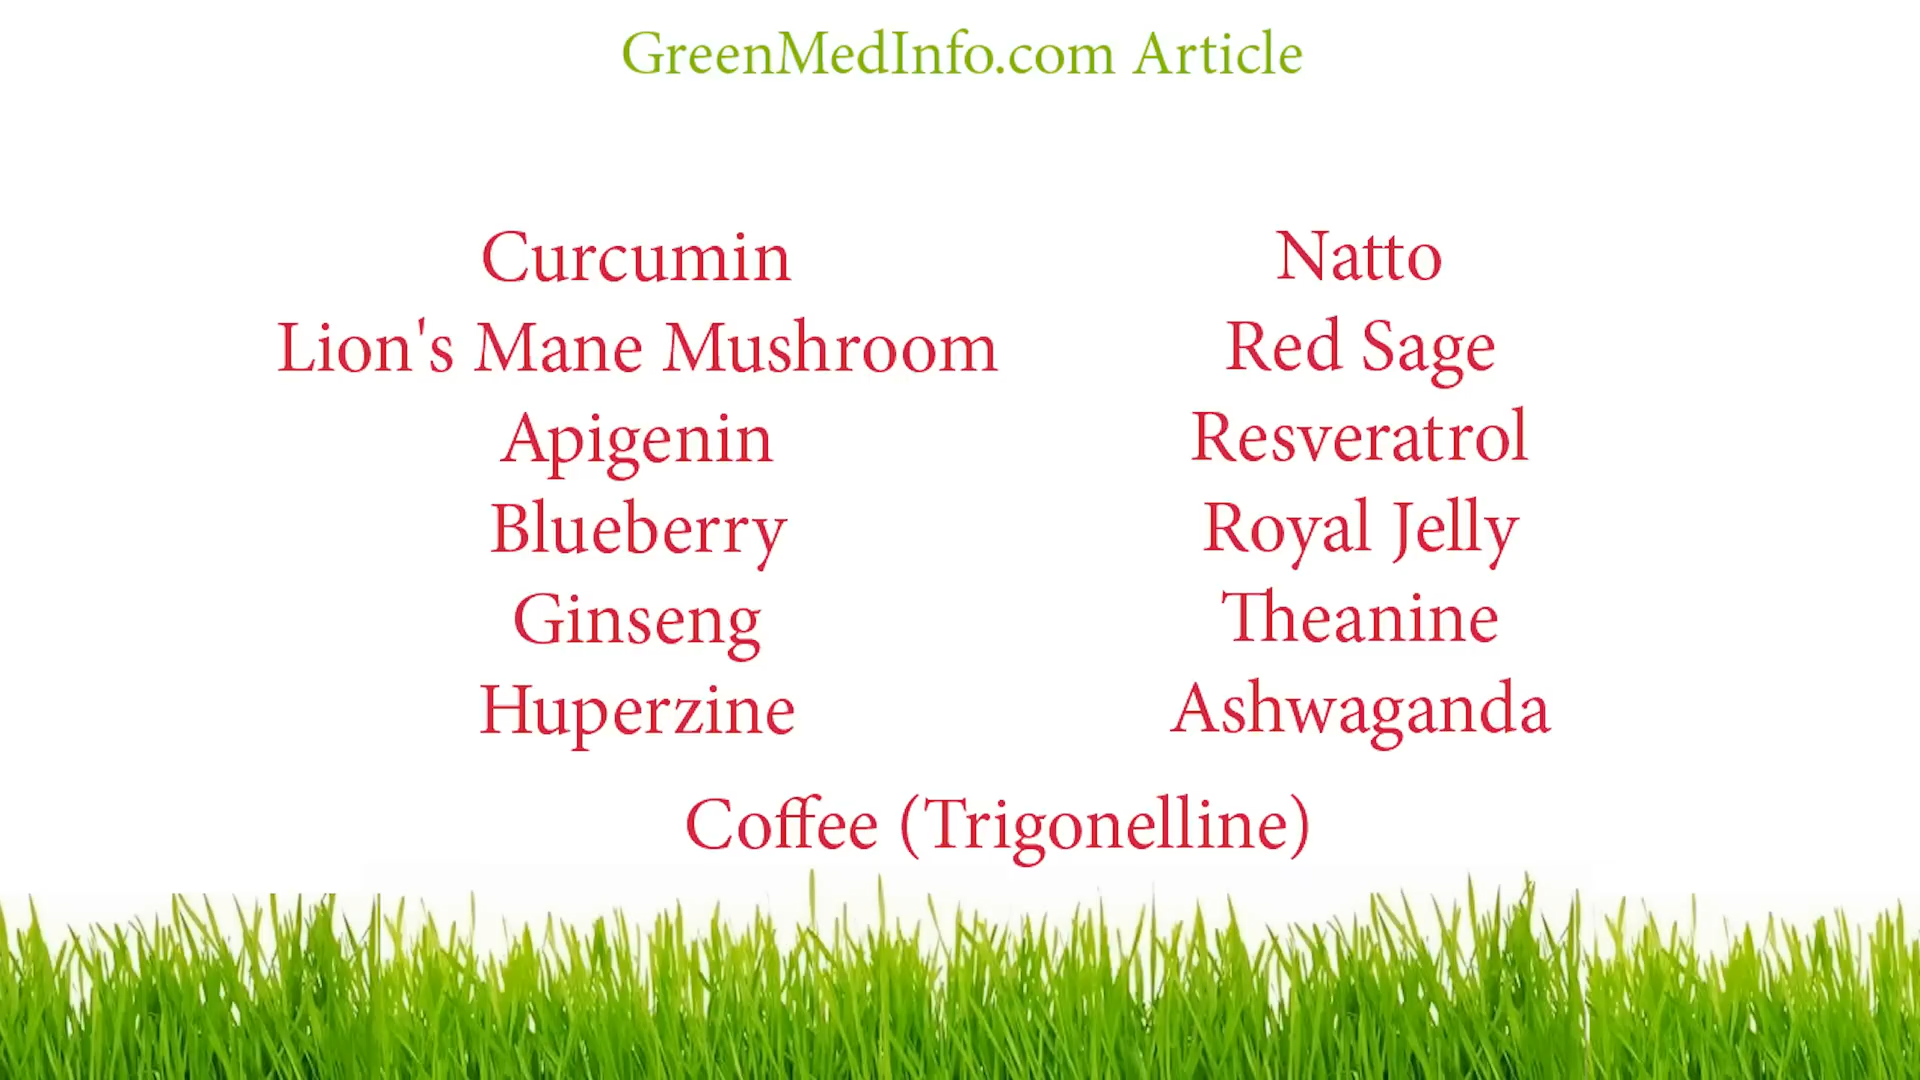 GreenMedInfo.com Article
Curcumin
Lion's Mane Mushroom
Apigenin
Blueberry
Ginseng
Huperzine
Natto
Red Sage
Resveratrol
Royal Jelly
Theanine
Ashwaganda
Coffee (Trigonelline)